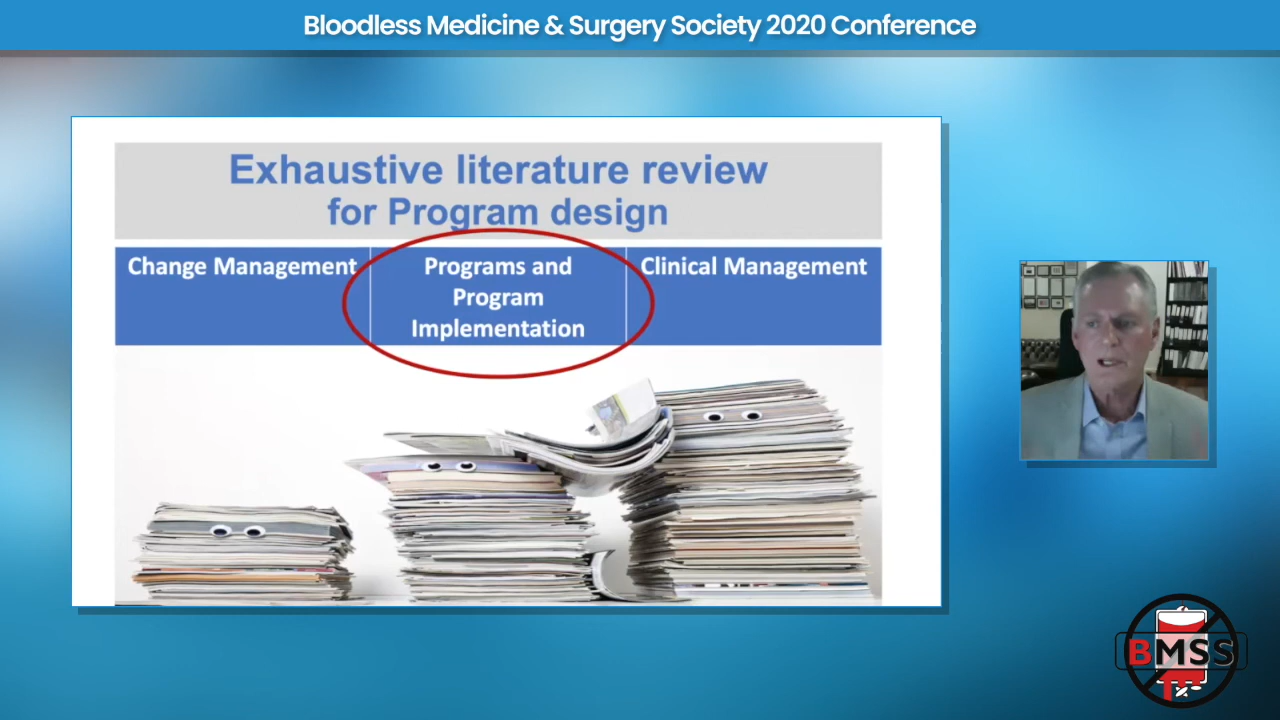 Bloodless Medicine & Surgery Society 2020 Conference
Exhaustive literature review
for Program design
Change Management
Programs and
Program
Implementation
Clinical Management
BMSS